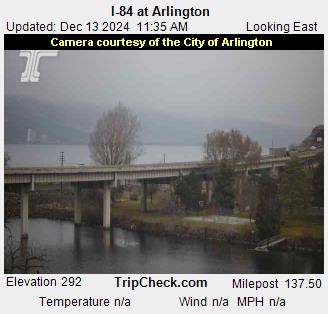 I-84 at Arlington
Updated: Dec 13 2024 11:35 AM Looking East
Camera courtesy of the City of Arlington
Elevation 292 TripCheck.com Milepost 137.50
Temperature n/a Wind n/a MPH n/a